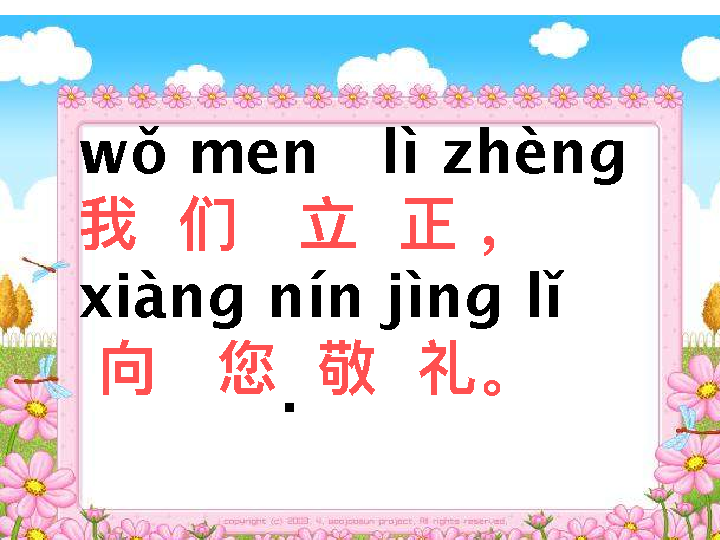 wǒ men lì zhèng
我 们 立 正，
xiàng nín jìng lǐ
向 您 敬 礼。
.